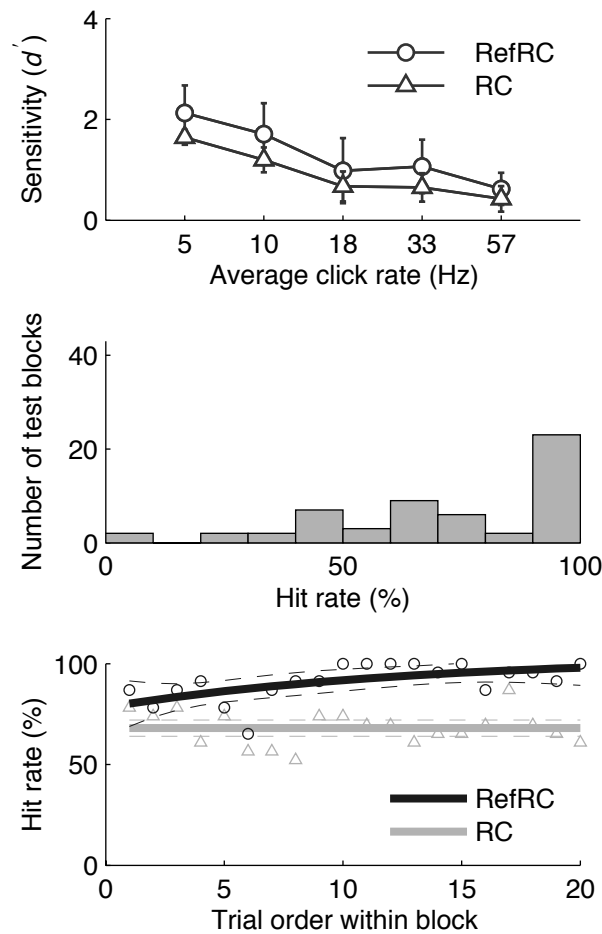 4
2
0
Sensitivity (d')
RefRC
RC
5 10 18 33 57
Average click rate (Hz)
40
20
0
Number of test blocks
0 50 100
Hit rate (%)
100
50
0
Hit rate (%)
RefRC
RC
0 5 10 15 20
Trial order within block